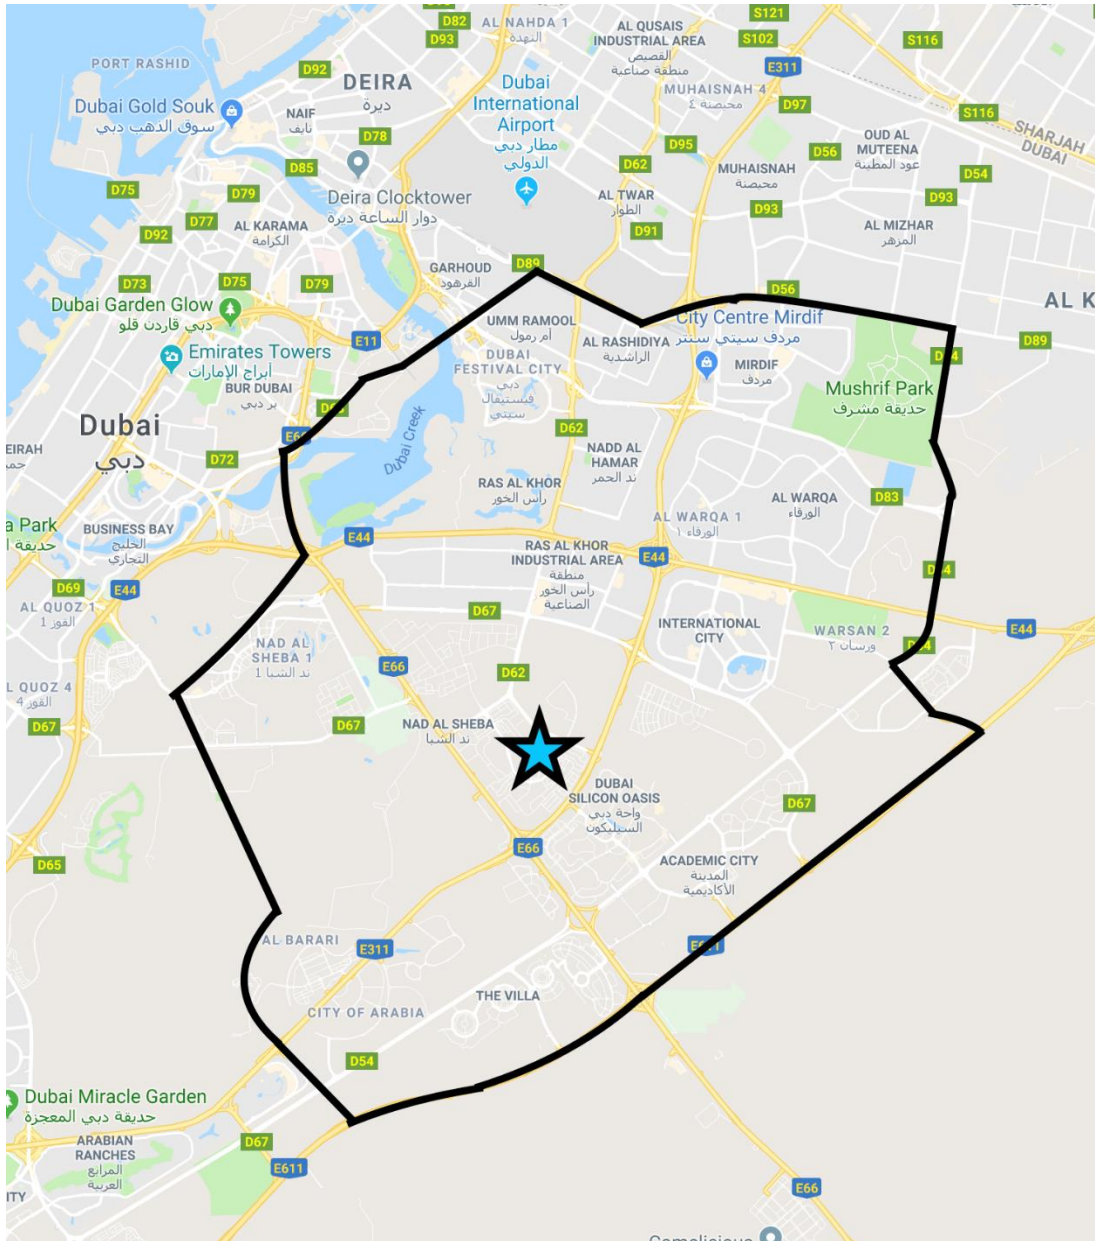 S121
D82
AL NAHDA 1
النهدة
D93
AL QUSAIS
INDUSTRIAL AREA
القصيص
منطقة صناعية
S102
S116
PORT RASHID
D92
DEIRA
ديرة
Dubai
International
Airport
مطار دبي
الدولي
E311
MUHAISNAH 4
محيصنة ٤
D97
S116
SHARJAH
DUBAI
Dubai Gold Souk
سوق الذهب دبي
NAIF
نايف
D78
D95
OUD AL
MUTEENA
عود المطينة
D56
D85
D62
MUHAISNAH
محيصنة
D54
D75
D79
Deira Clocktower
دوار الساعة ديرة
AL TWAR
الطوار
D93
D93
D77
D92
AL KARAMA
الكرامة
D91
AL MIZHAR
المزهر
GARHOUD
القرهود
D89
D73
D75
D79
D56
AL K
Dubai Garden Glow
دبي قاردن قلو
UMM RAMOOL
أم رمول
City Centre Mirdif
مردف سيتي سنتر
E11
AL RASHIDIYA
الراشدية
D89
Emirates Towers
أبراج الإمارات
DUBAI
FESTIVAL CITY
دبي
فيستيفال
سيتي
MIRDIF
مردف
BUR DUBAI
بر دبي
Mushrif Park
حديقة مشرف
Dubai
دبي
Dubai Creek
D62
EIRAH
D72
NADD AL
HAMAR
ند الحمر
RAS AL KHOR
رأس الخور
AL WARQA
الورقاء
D83
BUSINESS BAY
الخليج
التجاري
a Park
E44
AL WARQA 1
الورقاء ١
RAS AL KHOR
INDUSTRIAL AREA
منطقة
رأس الخور
الصناعية
E44
D69
E44
AL QUOZ 1
القوز 1
D67
INTERNATIONAL
CITY
WARSAN 2
ورسان ٢
E44
NAD AL
SHEBA 1
ند الشبا 1
D62
E66
L QUOZ 4
القوز 4
D67
D67
NAD AL SHEBA
ند الشبا
DUBAI
SILICON OASIS
واحة دبي
السيليكون
D67
E66
D65
ACADEMIC CITY
المدينة
الأكاديمية
AL BARARI
E311
THE VILLA
CITY OF ARABIA
D54
Dubai Miracle Garden
حديقة دبي المعجزة
ARABIAN
RANCHES
المرابع
العربية
D67
E611
E66
ITY